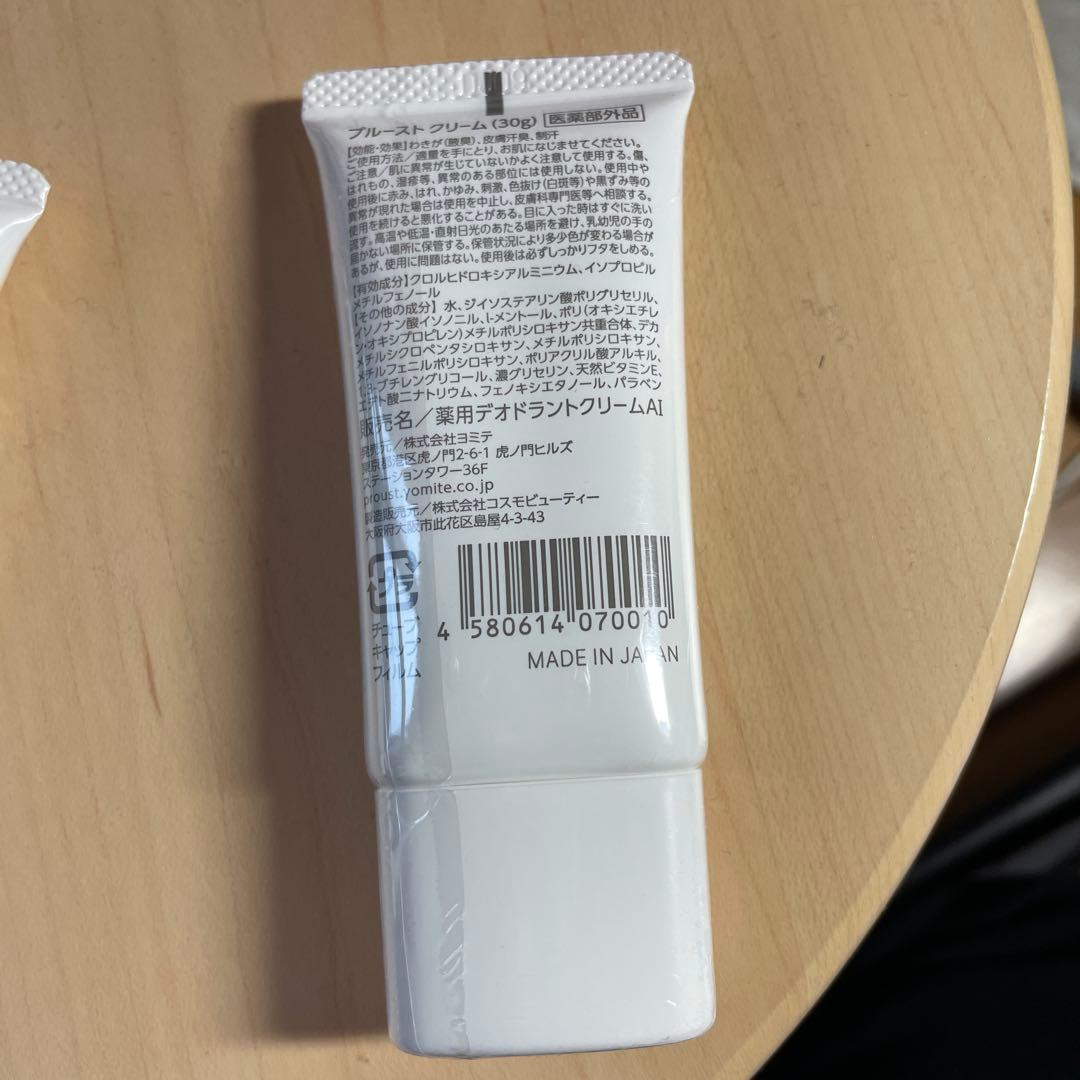 プルースト クリーム(30g) 医薬部外品
【効能・効果】わきが(腋臭)、皮膚汗臭、制汗
ご使用方法/適量を手にとり、お肌になじませてください。
ご注意/肌に異常が生じていないかよく注意して使用する。傷、
はれもの、湿疹等、異常のある部位には使用しない。使用中や
使用後に赤み、はれ、かゆみ、刺激、色抜け(白斑等)や黒ずみ等の
異常が現れた場合は使用を中止し、皮膚科専門医等へ相談する。
使用を続けると悪化することがある。目に入った時はすぐに洗い
流す。高温や低温・直射日光のあたる場所を避け、乳幼児の手の
届かない場所に保管する。保管状況により多少色が変わる場合が
あるが、使用に問題はない。使用後は必ずしっかりフタをしめる。
【有効成分】クロルヒドロキシアルミニウム、イソプロピル
メチルフェノール
【その他の成分】水、ジイソステアリン酸ポリグリセリル、
イソノナン酸イソノニル、l-メントール、ポリ(オキシエチレ
ン・オキシプロピレン)メチルポリシロキサン共重合体、デカ
メチルシクロペンタシロキサン、メチルポリシロキサン、
メチルフェニルポリシロキサン、ポリアクリル酸アルキル、
1,3-ブチレングリコール、濃グリセリン、天然ビタミンE、
エデト酸二ナトリウム、フェノキシエタノール、パラベン
販売名/薬用デオドラントクリームAI
発売元/株式会社ヨミテ
東京都港区虎ノ門2-6-1 虎ノ門ヒルズ
ステーションタワー36F
proust.yomite.co.jp
製造販売元/株式会社コスモビューティー
大阪府大阪市此花区島屋4-3-43
プラ
チューブ
キャップ
フィルム
4 580614 070010
MADE IN JAPAN